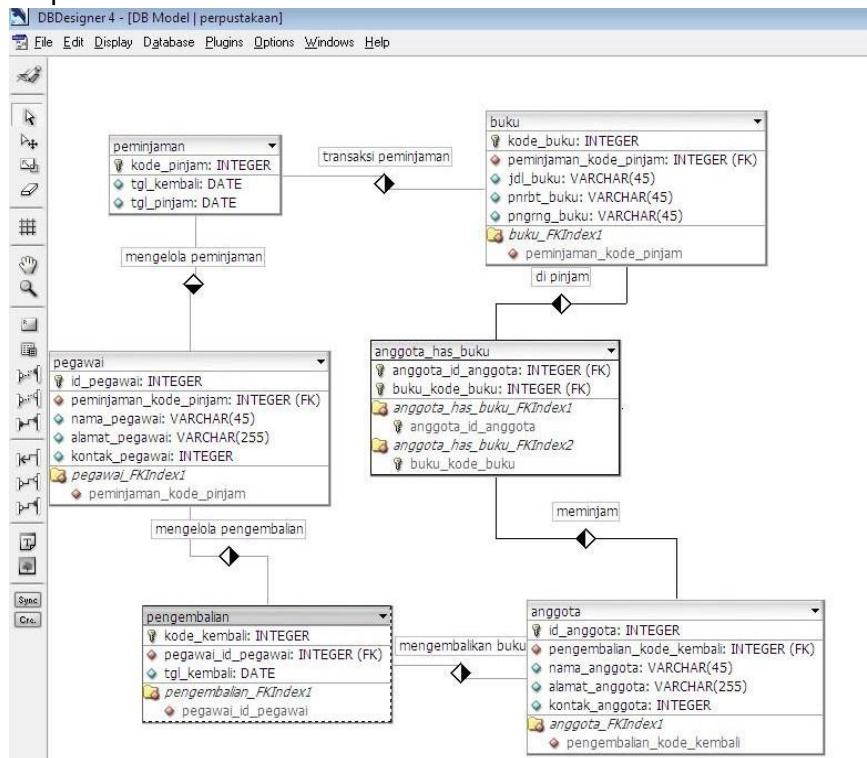 DBDesigner 4 - [DB Model | perpustakaan]
File Edit Display Database Plugins Options Windows Help
peminjaman
kode_pinjam: INTEGER
tgl_kembali: DATE
tgl_pinjam: DATE
transaksi peminjaman
buku
kode_buku: INTEGER
peminjaman_kode_pinjam: INTEGER (FK)
jdl_buku: VARCHAR(45)
pnrbt_buku: VARCHAR(45)
pngrng_buku: VARCHAR(45)
buku_FKIndex1
peminjaman_kode_pinjam
mengelola peminjaman
di pinjam
pegawai
id_pegawai: INTEGER
peminjaman_kode_pinjam: INTEGER (FK)
nama_pegawai: VARCHAR(45)
alamat_pegawai: VARCHAR(255)
kontak_pegawai: INTEGER
pegawai_FKIndex1
peminjaman_kode_pinjam
anggota_has_buku
anggota_id_anggota: INTEGER (FK)
buku_kode_buku: INTEGER (FK)
anggota_has_buku_FKIndex1
anggota_id_anggota
anggota_has_buku_FKIndex2
buku_kode_buku
mengelola pengembalian
meminjam
pengembalian
kode_kembali: INTEGER
pegawai_id_pegawai: INTEGER (FK)
tgl_kembali: DATE
pengembalian_FKIndex1
pegawai_id_pegawai
mengembalikan buku
anggota
id_anggota: INTEGER
pengembalian_kode_kembali: INTEGER (FK)
nama_anggota: VARCHAR(45)
alamat_anggota: VARCHAR(255)
kontak_anggota: INTEGER
anggota_FKIndex1
pengembalian_kode_kembali
Sync
Cre.